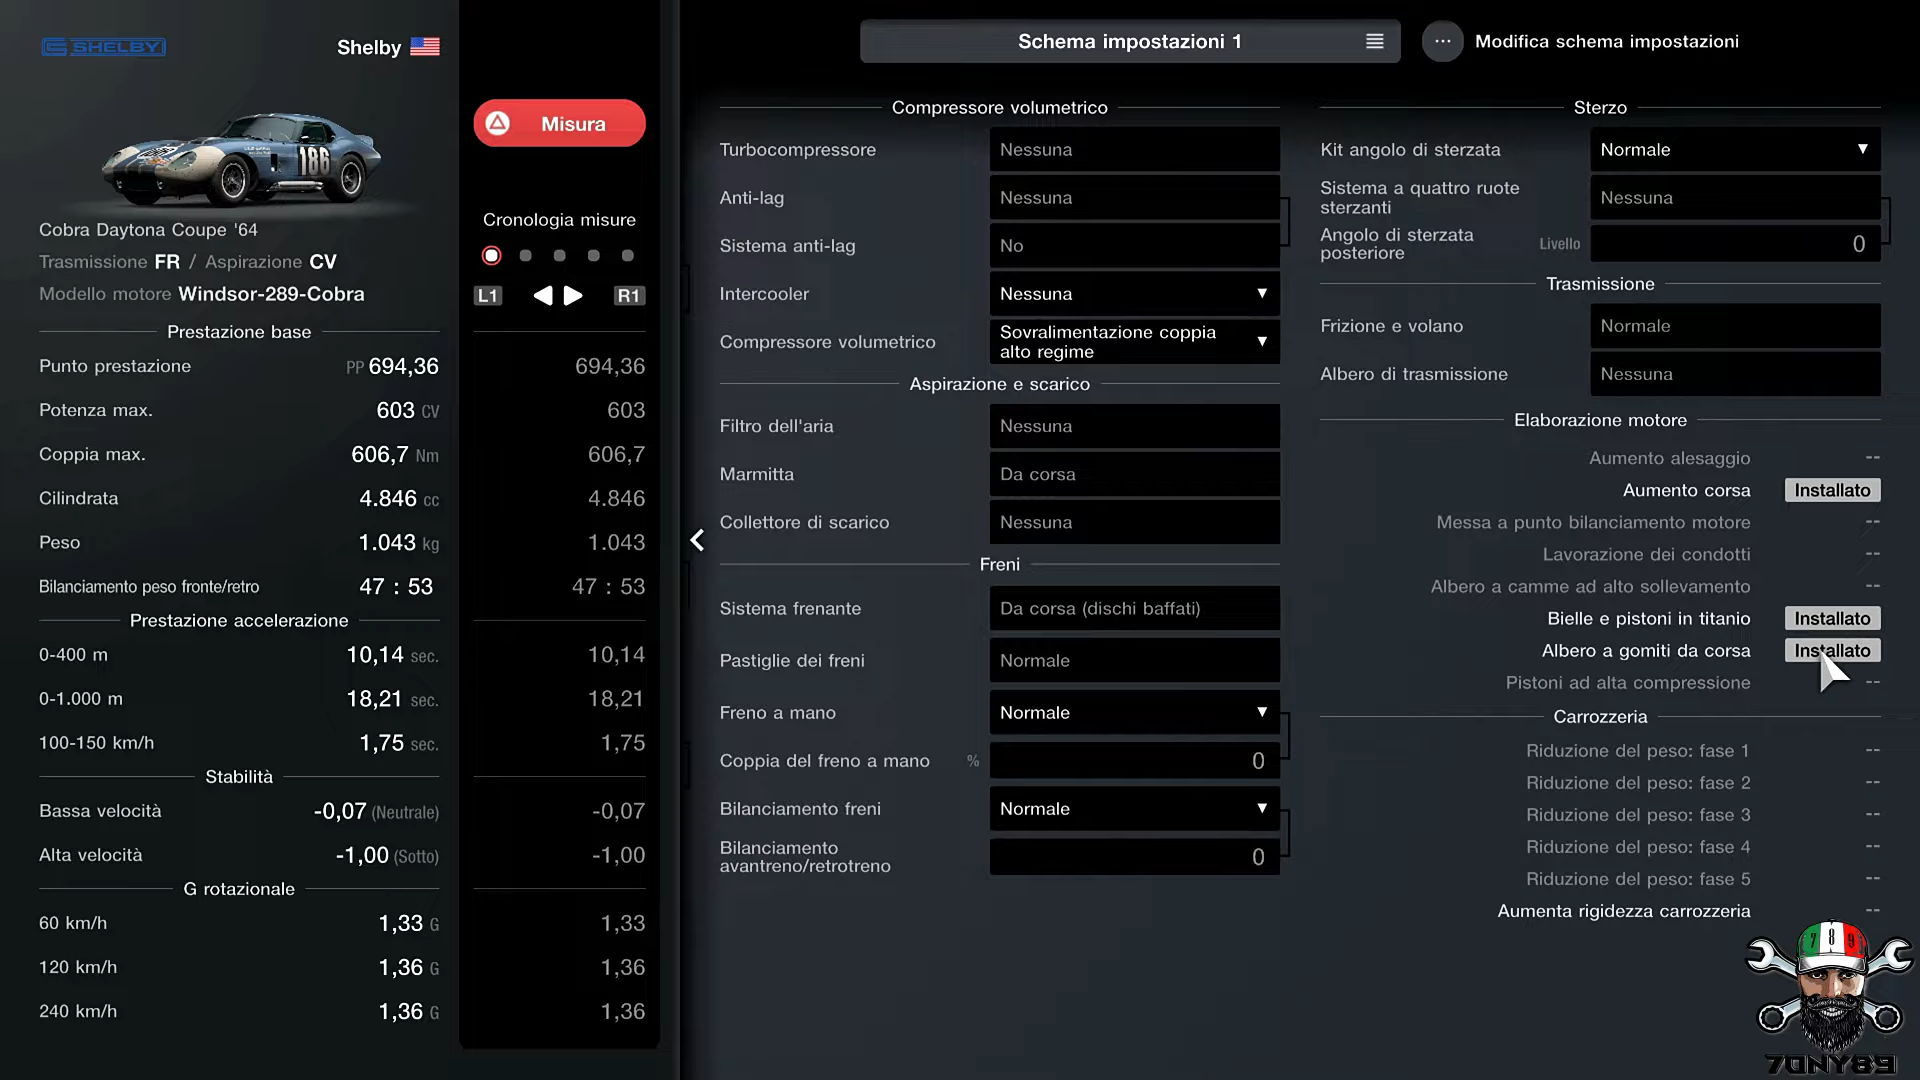 SHELBY
Shelby
186
Cobra Daytona Coupe '64
Trasmissione FR / Aspirazione CV
Modello motore Windsor-289-Cobra
Prestazione base
Punto prestazione PP 694,36
Potenza max. 603 CV
Coppia max. 606,7 Nm
Cilindrata 4.846 cc
Peso 1.043 kg
Bilanciamento peso fronte/retro 47 : 53
Prestazione accelerazione
0-400 m 10,14 sec.
0-1.000 m 18,21 sec.
100-150 km/h 1,75 sec.
Stabilità
Bassa velocità -0,07 (Neutrale)
Alta velocità -1,00 (Sotto)
G rotazionale
60 km/h 1,33 G
120 km/h 1,36 G
240 km/h 1,36 G
Misura
Cronologia misure
L1 R1
694,36
603
606,7
4.846
1.043
47 : 53
10,14
18,21
1,75
-0,07
-1,00
1,33
1,36
1,36
Schema impostazioni 1
Modifica schema impostazioni
Compressore volumetrico
Turbocompressore Nessuna
Anti-lag Nessuna
Sistema anti-lag No
Intercooler Nessuna
Compressore volumetrico Sovralimentazione coppia
alto regime
Aspirazione e scarico
Filtro dell'aria Nessuna
Marmitta Da corsa
Collettore di scarico Nessuna
Freni
Sistema frenante Da corsa (dischi baffati)
Pastiglie dei freni Normale
Freno a mano Normale
Coppia del freno a mano % 0
Bilanciamento freni Normale
Bilanciamento
avantreno/retrotreno 0
Sterzo
Kit angolo di sterzata Normale
Sistema a quattro ruote
sterzanti Nessuna
Angolo di sterzata
posteriore Livello 0
Trasmissione
Frizione e volano Normale
Albero di trasmissione Nessuna
Elaborazione motore
Aumento alesaggio --
Aumento corsa Installato
Messa a punto bilanciamento motore --
Lavorazione dei condotti --
Albero a camme ad alto sollevamento --
Bielle e pistoni in titanio Installato
Albero a gomiti da corsa Installato
Pistoni ad alta compressione --
Carrozzeria
Riduzione del peso: fase 1 --
Riduzione del peso: fase 2 --
Riduzione del peso: fase 3 --
Riduzione del peso: fase 4 --
Riduzione del peso: fase 5 --
Aumenta rigidezza carrozzeria --
789
7ONY89